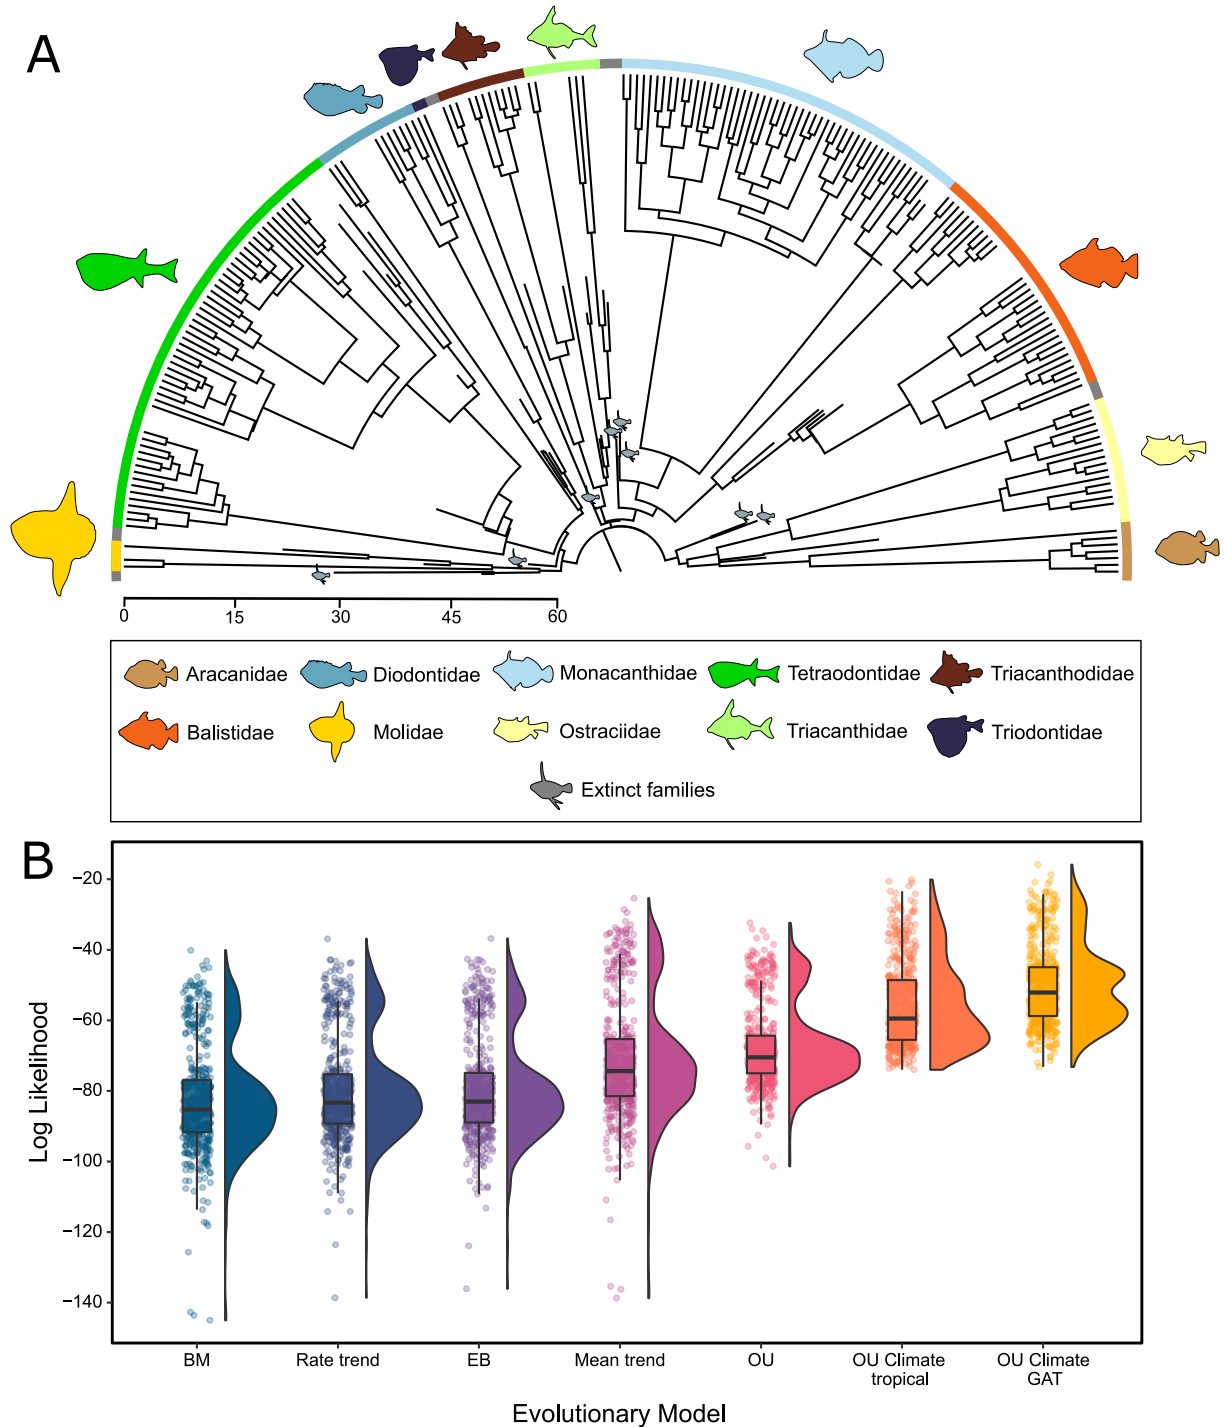 A
0 15 30 45 60
Aracanidae Diodontidae Monacanthidae Tetraodontidae Triacanthodidae
Balistidae Molidae Ostraciidae Triacanthidae Triodontidae
Extinct families
B
Log Likelihood
−20
−40
−60
−80
−100
−120
−140
BM Rate trend EB Mean trend OU OU Climate OU Climate
tropical GAT
Evolutionary Model